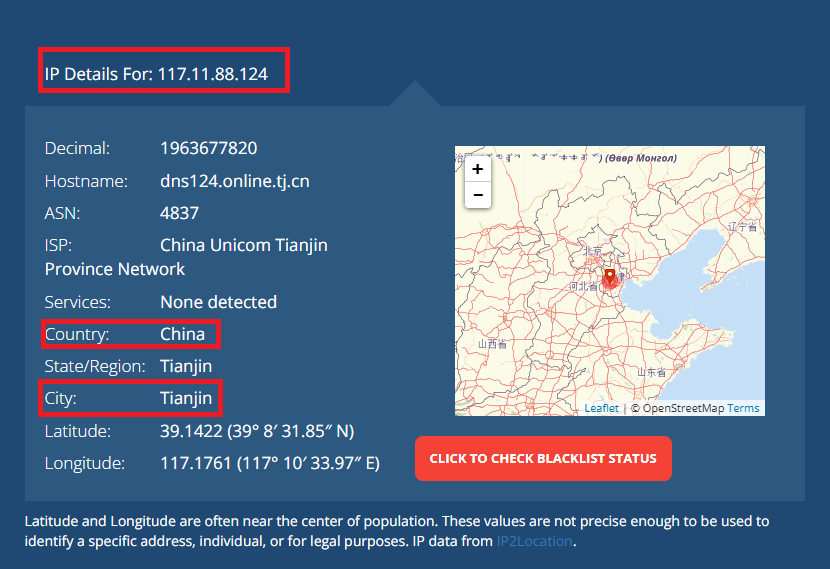 IP Details For: 117.11.88.124
Decimal: 1963677820
Hostname: dns124.online.tj.cn
ASN: 4837
ISP: China Unicom Tianjin
Province Network
Services: None detected
Country: China
State/Region: Tianjin
City: Tianjin
Latitude: 39.1422 (39° 8′ 31.85″ N)
Longitude: 117.1761 (117° 10′ 33.97″ E)
(Өвөр Монгол)
+
−
辽宁省
北京
河北省
山西省
山东省
Leaflet | © OpenStreetMap Terms
CLICK TO CHECK BLACKLIST STATUS
Latitude and Longitude are often near the center of population. These values are not precise enough to be used to
identify a specific address, individual, or for legal purposes. IP data from IP2Location.